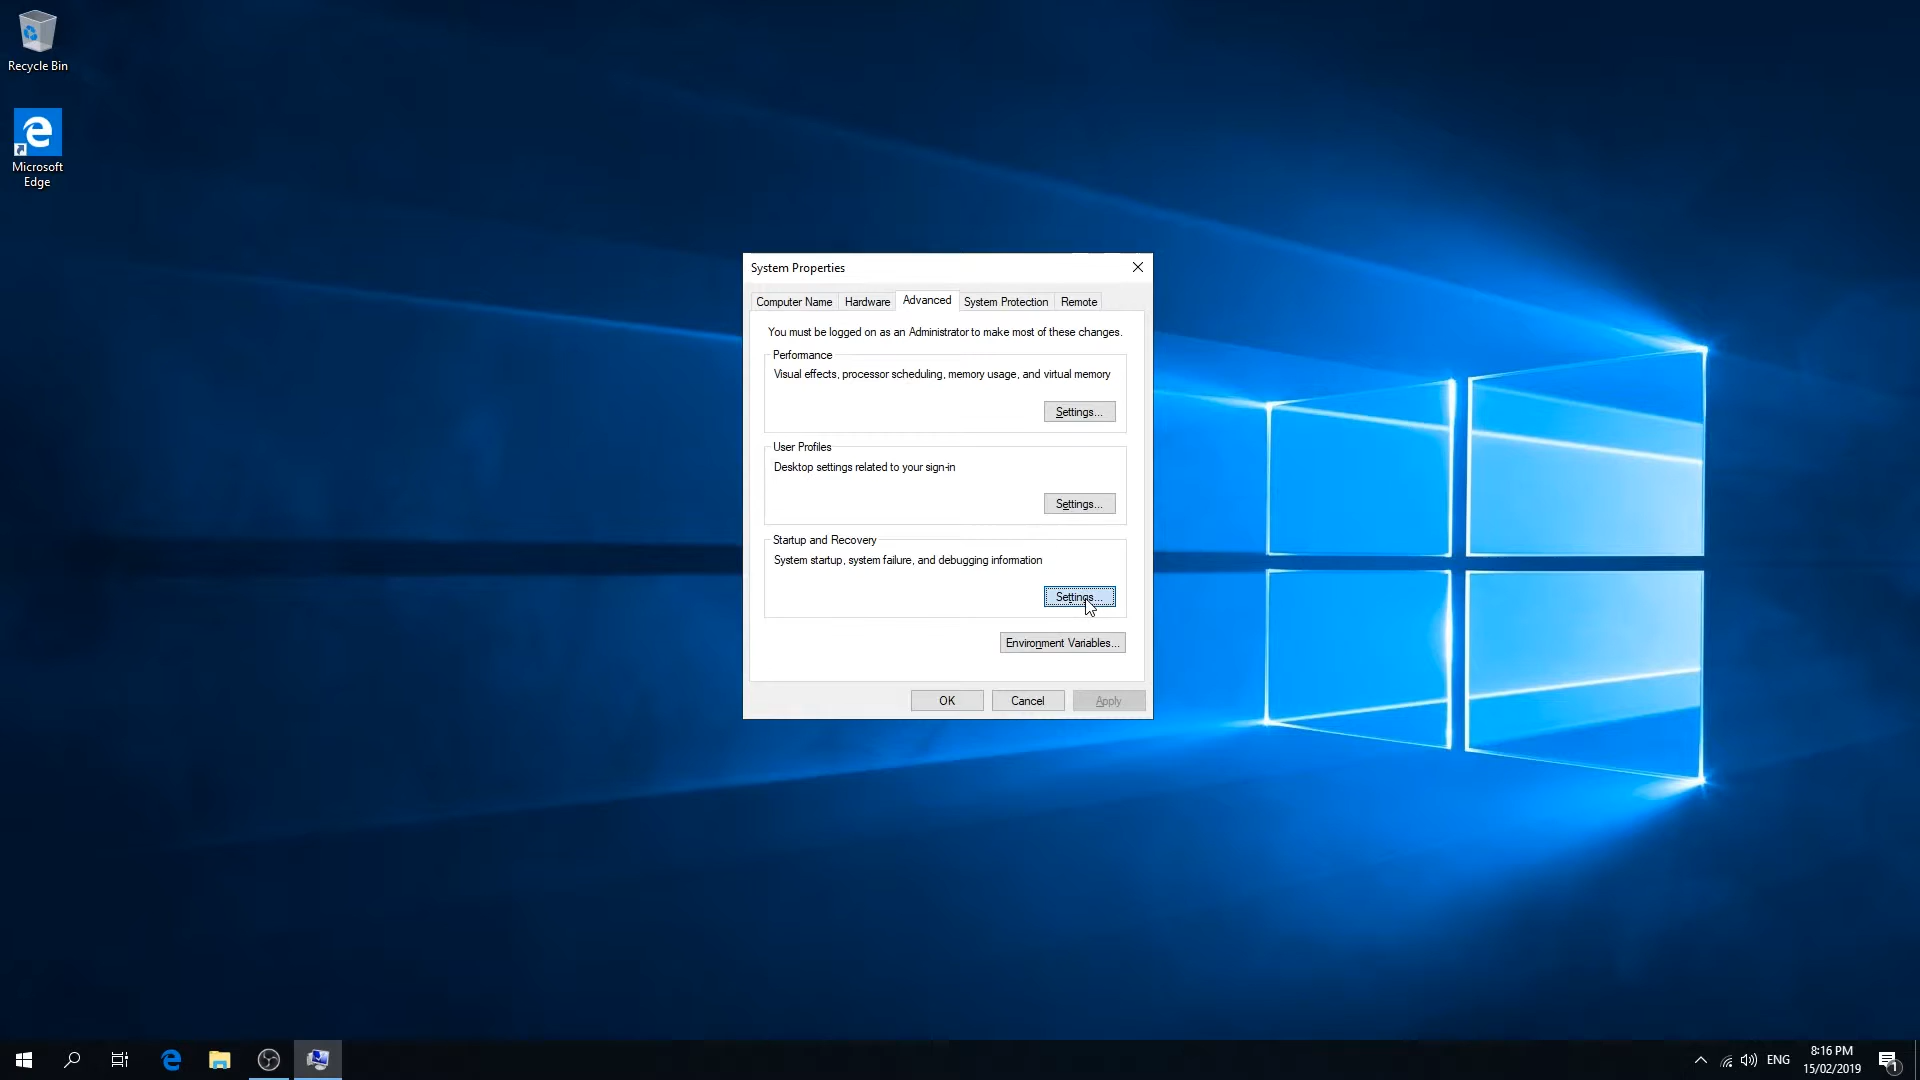 Recycle Bin
Microsoft
Edge
System Properties
Computer Name
Hardware
Advanced
System Protection
Remote
You must be logged on as an Administrator to make most of these changes.
Performance
Visual effects, processor scheduling, memory usage, and virtual memory
Settings...
User Profiles
Desktop settings related to your sign-in
Settings...
Startup and Recovery
System startup, system failure, and debugging information
Settings...
Environment Variables...
OK
Cancel
Apply
ENG
8:16 PM
15/02/2019
1